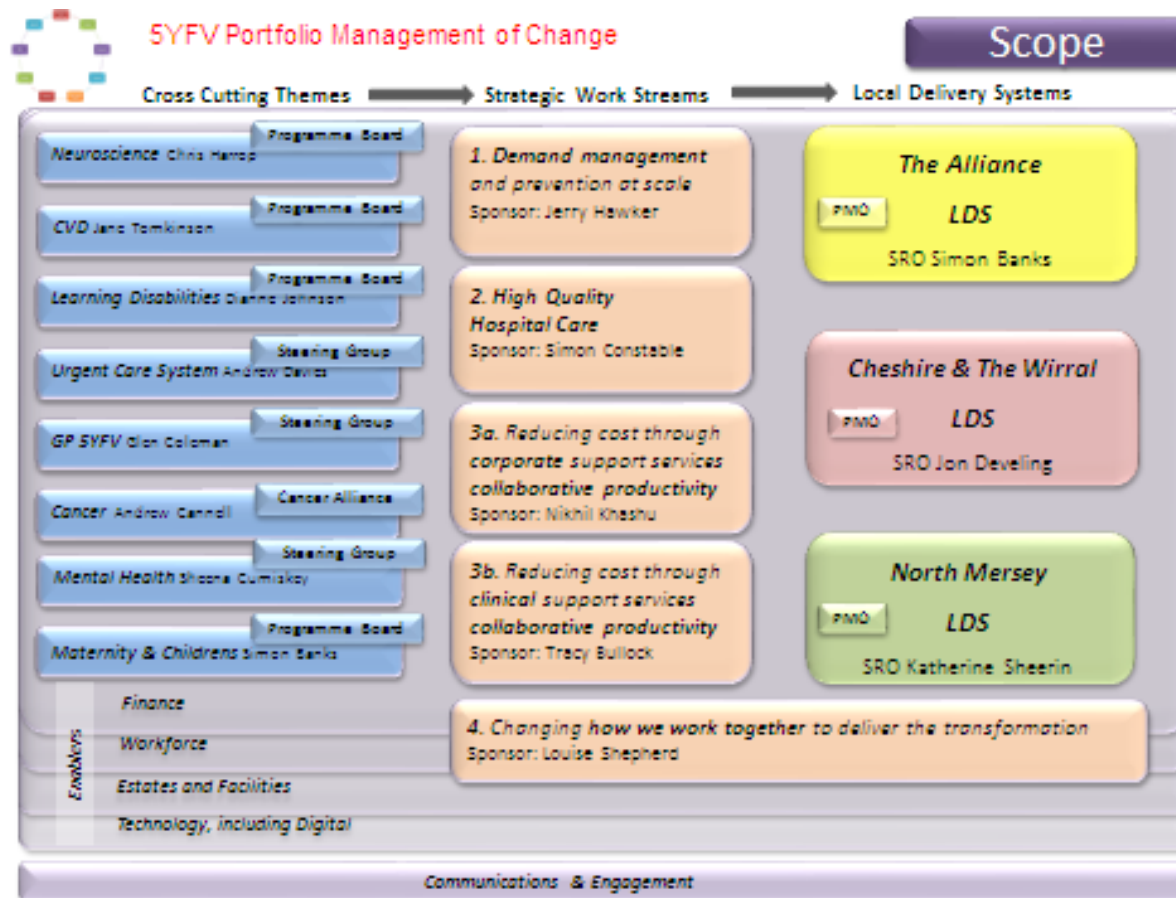 5YFV Portfolio Management of Change
Scope
Cross Cutting Themes
Strategic Work Streams
Local Delivery Systems
Programme Board
Neuroscience Chris Harrop
Programme Board
CVD Jane Tomkinson
Programme Board
Learning Disabilities Dianne Johnson
Steering Group
Urgent Care System Andrew Davies
Steering Group
GP 5YFV Glen Coleman
Cancer Alliance
Cancer Andrew Cannell
Steering Group
Mental Health Sheena Cumiskey
Programme Board
Maternity & Childrens Simon Banks
1. Demand management
and prevention at scale
Sponsor: Jerry Hawker
2. High Quality
Hospital Care
Sponsor: Simon Constable
3a. Reducing cost through
corporate support services
collaborative productivity
Sponsor: Nikhil Khashu
3b. Reducing cost through
clinical support services
collaborative productivity
Sponsor: Tracy Bullock
4. Changing how we work together to deliver the transformation
Sponsor: Louise Shepherd
The Alliance
PMO
LDS
SRO Simon Banks
Cheshire & The Wirral
PMO
LDS
SRO Jon Develing
North Mersey
PMO
LDS
SRO Katherine Sheerin
Enablers
Finance
Workforce
Estates and Facilities
Technology, including Digital
Communications & Engagement